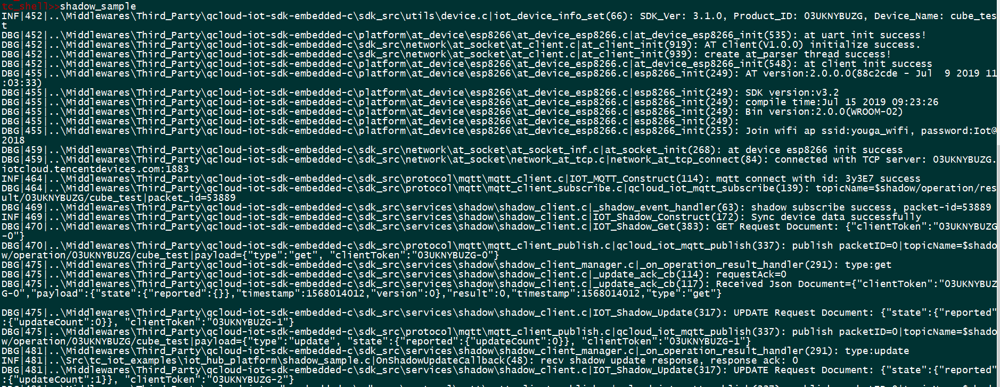 tc_shell>>shadow_sample
INF|452|..\Middlewares\Third_Party\qcloud-iot-sdk-embedded-c\sdk_src\utils\device.c|iot_device_info_set(66): SDK_Ver: 3.1.0, Product_ID: 03UKNYBUZG, Device_Name: cube_tes
t
DBG|452|..\Middlewares\Third_Party\qcloud-iot-sdk-embedded-c\platform\at_device\esp8266\at_device_esp8266.c|at_device_esp8266_init(535): at uart init success!
DBG|452|..\Middlewares\Third_Party\qcloud-iot-sdk-embedded-c\sdk_src\network\at_socket\at_client.c|at_client_init(919): AT client(V1.0.0) initialize success.
DBG|452|..\Middlewares\Third_Party\qcloud-iot-sdk-embedded-c\sdk_src\network\at_socket\at_client.c|at_client_init(939): create at_parser thread success!
DBG|452|..\Middlewares\Third_Party\qcloud-iot-sdk-embedded-c\platform\at_device\esp8266\at_device_esp8266.c|at_device_esp8266_init(548): at client init success
DBG|455|..\Middlewares\Third_Party\qcloud-iot-sdk-embedded-c\platform\at_device\esp8266\at_device_esp8266.c|esp8266_init(249): AT version:2.0.0.0(88c2cde - Jul  9 2019 11
:03:33)
DBG|455|..\Middlewares\Third_Party\qcloud-iot-sdk-embedded-c\platform\at_device\esp8266\at_device_esp8266.c|esp8266_init(249): SDK version:v3.2
DBG|455|..\Middlewares\Third_Party\qcloud-iot-sdk-embedded-c\platform\at_device\esp8266\at_device_esp8266.c|esp8266_init(249): compile time:Jul 15 2019 09:23:26
DBG|455|..\Middlewares\Third_Party\qcloud-iot-sdk-embedded-c\platform\at_device\esp8266\at_device_esp8266.c|esp8266_init(249): Bin version:2.0.0(WROOM-02)
DBG|455|..\Middlewares\Third_Party\qcloud-iot-sdk-embedded-c\platform\at_device\esp8266\at_device_esp8266.c|esp8266_init(249):
DBG|455|..\Middlewares\Third_Party\qcloud-iot-sdk-embedded-c\platform\at_device\esp8266\at_device_esp8266.c|esp8266_init(255): Join wifi ap ssid:youga_wifi, password:Iot@
2018
DBG|459|..\Middlewares\Third_Party\qcloud-iot-sdk-embedded-c\sdk_src\network\at_socket\at_socket_inf.c|at_socket_init(268): at device esp8266 init success
DBG|459|..\Middlewares\Third_Party\qcloud-iot-sdk-embedded-c\sdk_src\network\at_socket\network_at_tcp.c|network_at_tcp_connect(84): connected with TCP server: 03UKNYBUZG.
iotcloud.tencentdevices.com:1883
INF|464|..\Middlewares\Third_Party\qcloud-iot-sdk-embedded-c\sdk_src\protocol\mqtt\mqtt_client.c|IOT_MQTT_Construct(114): mqtt connect with id: 3y3E7 success
DBG|464|..\Middlewares\Third_Party\qcloud-iot-sdk-embedded-c\sdk_src\protocol\mqtt\mqtt_client_subscribe.c|qcloud_iot_mqtt_subscribe(139): topicName=$shadow/operation/res
ult/03UKNYBUZG/cube_test|packet_id=53889
DBG|469|..\Middlewares\Third_Party\qcloud-iot-sdk-embedded-c\sdk_src\services\shadow\shadow_client.c|_shadow_event_handler(63): shadow subscribe success, packet-id=53889
INF|469|..\Middlewares\Third_Party\qcloud-iot-sdk-embedded-c\sdk_src\services\shadow\shadow_client.c|IOT_Shadow_Construct(172): Sync device data successfully
DBG|470|..\Middlewares\Third_Party\qcloud-iot-sdk-embedded-c\sdk_src\services\shadow\shadow_client.c|IOT_Shadow_Get(383): GET Request Document: {"clientToken":"03UKNYBUZG
-0"}
DBG|470|..\Middlewares\Third_Party\qcloud-iot-sdk-embedded-c\sdk_src\protocol\mqtt\mqtt_client_publish.c|qcloud_iot_mqtt_publish(337): publish packetID=0|topicName=$shado
w/operation/03UKNYBUZG/cube_test|payload={"type":"get", "clientToken":"03UKNYBUZG-0"}
DBG|475|..\Middlewares\Third_Party\qcloud-iot-sdk-embedded-c\sdk_src\services\shadow\shadow_client_manager.c|_on_operation_result_handler(291): type:get
DBG|475|..\Middlewares\Third_Party\qcloud-iot-sdk-embedded-c\sdk_src\services\shadow\shadow_client.c|_update_ack_cb(114): requestAck=0
DBG|475|..\Middlewares\Third_Party\qcloud-iot-sdk-embedded-c\sdk_src\services\shadow\shadow_client.c|_update_ack_cb(117): Received Json Document={"clientToken":"03UKNYBUZ
G-0","payload":{"state":{"reported":{}},"timestamp":1568014012,"version":0},"result":0,"timestamp":1568014012,"type":"get"}
DBG|475|..\Middlewares\Third_Party\qcloud-iot-sdk-embedded-c\sdk_src\services\shadow\shadow_client.c|IOT_Shadow_Update(317): UPDATE Request Document: {"state":{"reported"
:{"updateCount":0}}, "clientToken":"03UKNYBUZG-1"}
DBG|475|..\Middlewares\Third_Party\qcloud-iot-sdk-embedded-c\sdk_src\protocol\mqtt\mqtt_client_publish.c|qcloud_iot_mqtt_publish(337): publish packetID=0|topicName=$shado
w/operation/03UKNYBUZG/cube_test|payload={"type":"update", "state":{"reported":{"updateCount":0}}, "clientToken":"03UKNYBUZG-1"}
DBG|481|..\Middlewares\Third_Party\qcloud-iot-sdk-embedded-c\sdk_src\services\shadow\shadow_client_manager.c|_on_operation_result_handler(291): type:update
INF|481|..\Src\tc_iot_examples\iot_hub_platform\shadow_sample.c|OnShadowUpdateCallback(48): recv shadow update response, response ack: 0
DBG|481|..\Middlewares\Third_Party\qcloud-iot-sdk-embedded-c\sdk_src\services\shadow\shadow_client.c|IOT_Shadow_Update(317): UPDATE Request Document: {"state":{"reported"
:{"updateCount":1}}, "clientToken":"03UKNYBUZG-2"}